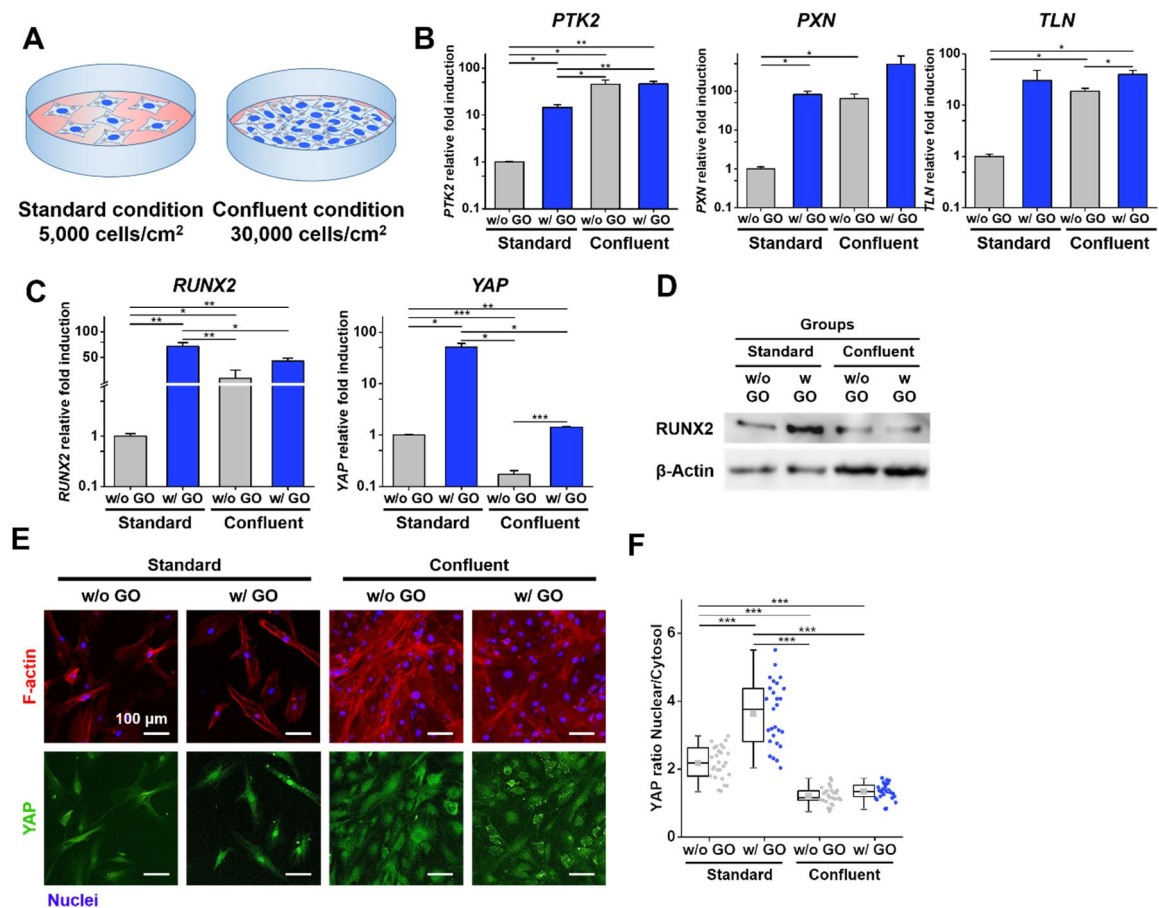 A
Standard condition
5,000 cells/cm²
Confluent condition
30,000 cells/cm²
B
PTK2
PTK2 relative fold induction
**
*
**
*
*
100
10
1
0.1
w/o GO w/ GO w/o GO w/ GO
Standard Confluent
PXN
PXN relative fold induction
*
*
100
10
1
0.1
w/o GO w/ GO w/o GO w/ GO
Standard Confluent
TLN
TLN relative fold induction
*
*
*
100
10
1
0.1
w/o GO w/ GO w/o GO w/ GO
Standard Confluent
C
RUNX2
RUNX2 relative fold induction
**
*
**
*
**
100
50
1
0.1
w/o GO w/ GO w/o GO w/ GO
Standard Confluent
YAP
YAP relative fold induction
**
***
*
*
*
***
100
10
1
0.1
w/o GO w/ GO w/o GO w/ GO
Standard Confluent
D
Groups
Standard Confluent
w/o w w/o w
GO GO GO GO
RUNX2
β-Actin
E
Standard Confluent
w/o GO w/ GO w/o GO w/ GO
F-actin
100 µm
YAP
Nuclei
F
YAP ratio Nuclear/Cytosol
***
***
***
***
***
6
4
2
0
w/o GO w/ GO w/o GO w/ GO
Standard Confluent